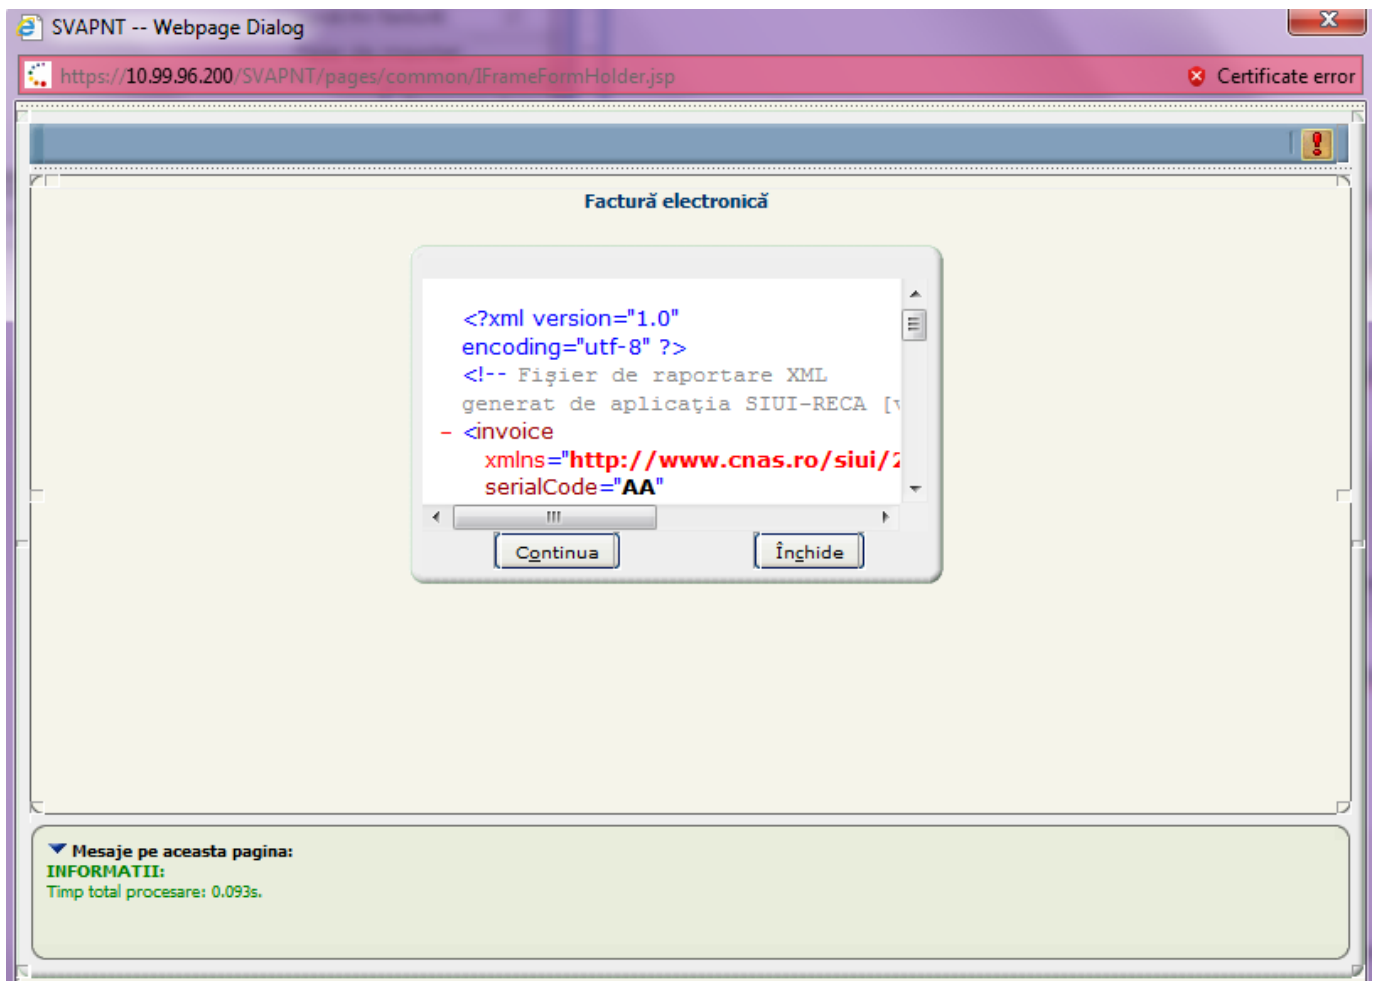 SVAPNT -- Webpage Dialog
https://10.99.96.200/SVAPNT/pages/common/IFrameFormHolder.jsp
Certificate error
Factură electronică
<?xml version="1.0"
encoding="utf-8" ?>
<!-- Fişier de raportare XML
generat de aplicaţia SIUI-RECA [v
– <invoice
xmlns="http://www.cnas.ro/siui/2
serialCode="AA"
Continua
Închide
Mesaje pe aceasta pagina:
INFORMATII:
Timp total procesare: 0.093s.